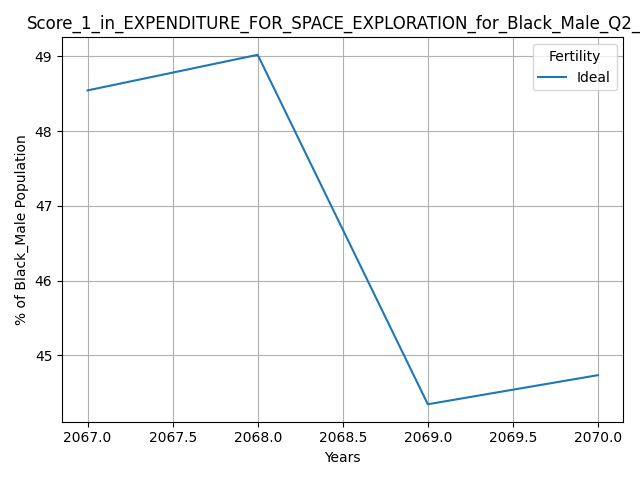 Score_1_in_EXPENDITURE_FOR_SPACE_EXPLORATION_for_Black_Male_Q2_
Fertility
Ideal
% of Black_Male Population
49
48
47
46
45
2067.0 2067.5 2068.0 2068.5 2069.0 2069.5 2070.0
Years